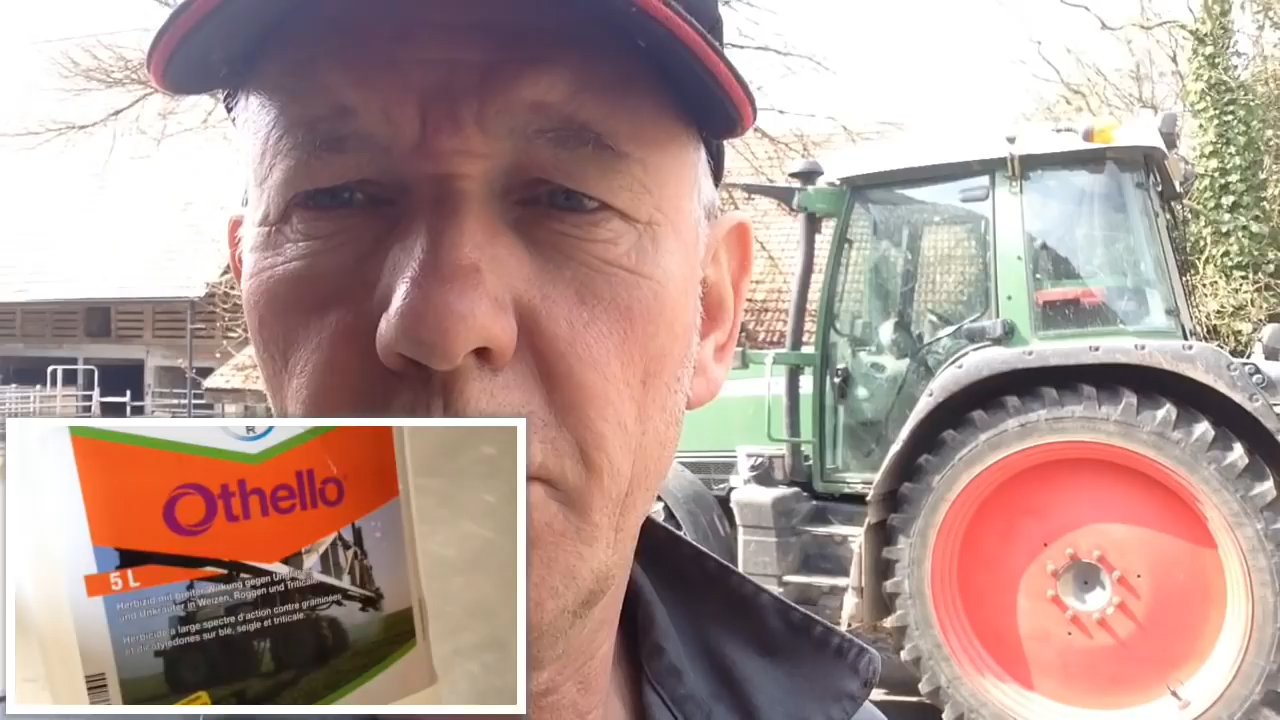 R
Othello®
5 L
Herbizid mit breiter Wirkung gegen Ungräser
und Unkräuter in Weizen, Roggen und Triticale.
Herbicide à large spectre d'action contre graminées
et dicotylédones sur blé, seigle et triticale.